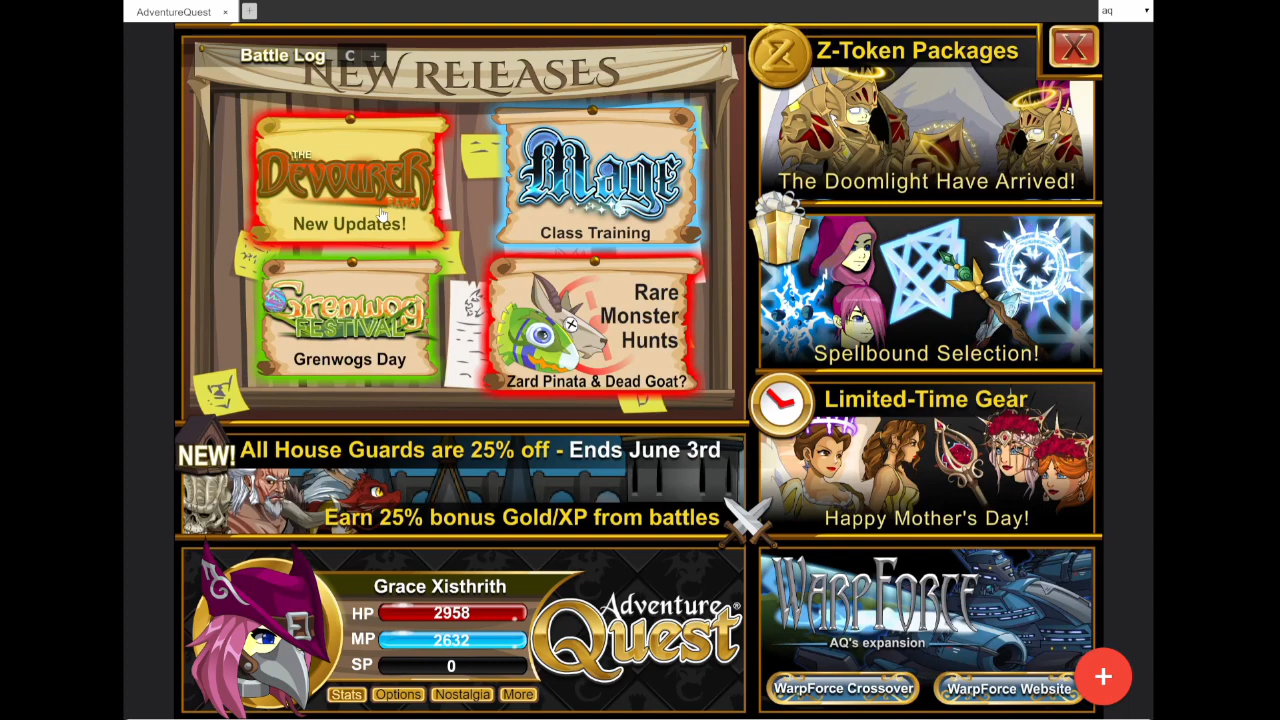 AdventureQuest × +
aq
Battle Log C +
NEW RELEASES
THE
DEVOURER
SAGA
New Updates!
Mage
Class Training
Grenwog
FESTIVAL
Grenwogs Day
Rare
Monster
Hunts
Zard Pinata & Dead Goat?
NEW! All House Guards are 25% off - Ends June 3rd
Earn 25% bonus Gold/XP from battles
Grace Xisthrith
HP 2958
MP 2632
SP 0
Stats Options Nostalgia More
Adventure
Quest®
Z-Token Packages
X
The Doomlight Have Arrived!
Spellbound Selection!
Limited-Time Gear
Happy Mother's Day!
WARPFORCE
AQ's expansion
WarpForce Crossover WarpForce Website
+